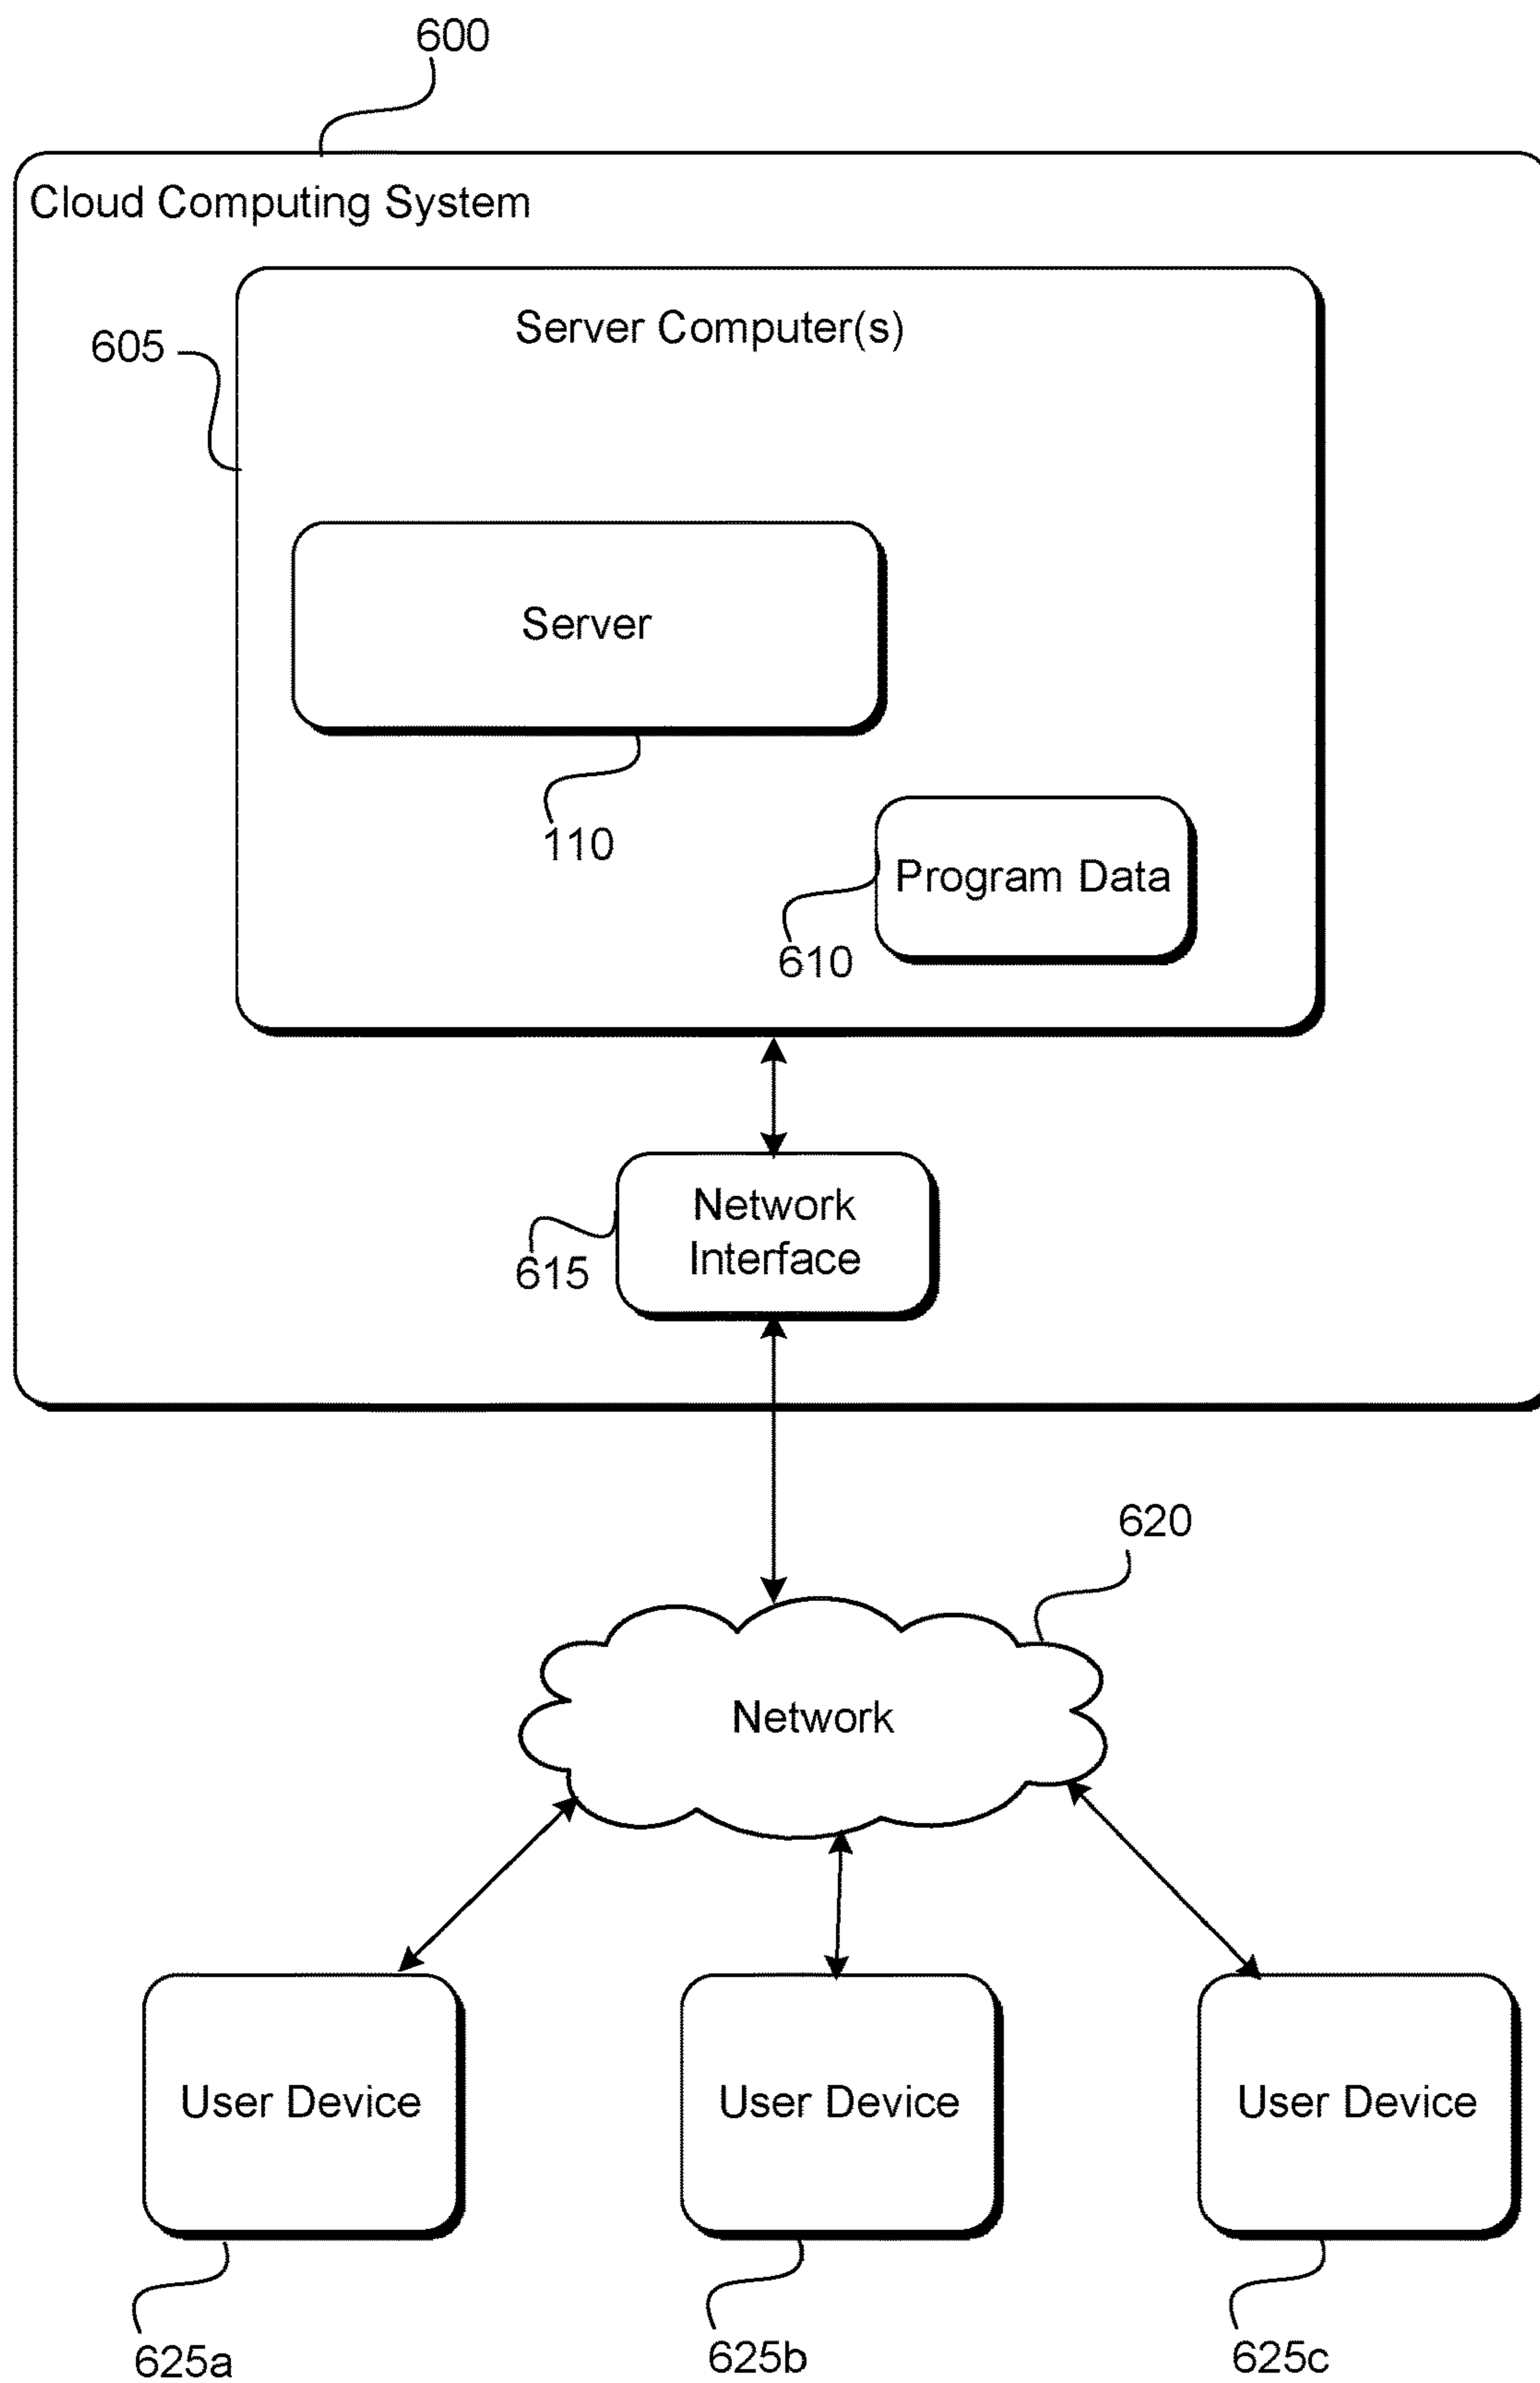 600
Cloud Computing System
Server Computer(s)
605
Server
110
Program Data
610
Network
Interface
615
620
Network
User Device
User Device
User Device
625a
625b
625c